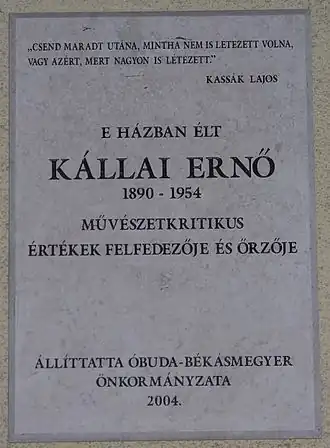 „CSEND MARADT UTÁNA, MINTHA NEM IS LÉTEZETT VOLNA,
VAGY AZÉRT, MERT NAGYON IS LÉTEZETT.”
KASSÁK LAJOS
E HÁZBAN ÉLT
KÁLLAI ERNŐ
1890 - 1954
MŰVÉSZETKRITIKUS
ÉRTÉKEK FELFEDEZŐJE ÉS ŐRZŐJE
ÁLLÍTTATTA ÓBUDA-BÉKÁSMEGYER
ÖNKORMÁNYZATA
2004.